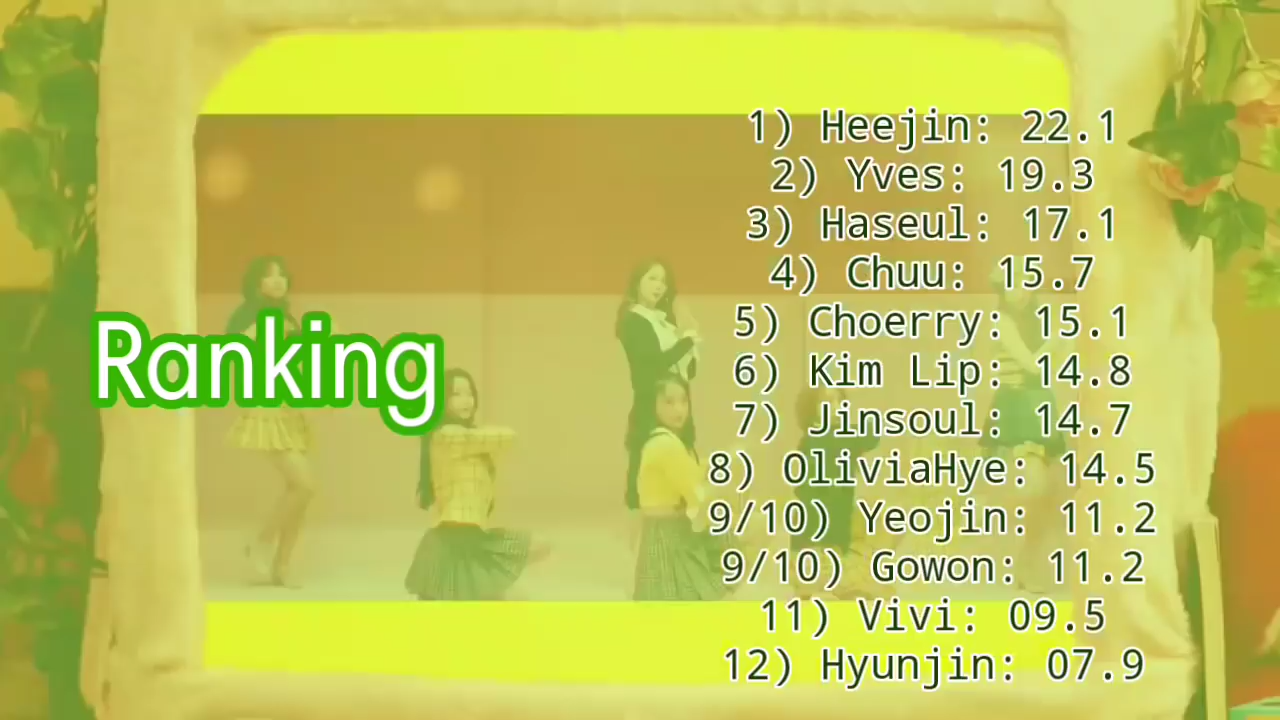 Ranking
1) Heejin: 22.1
2) Yves: 19.3
3) Haseul: 17.1
4) Chuu: 15.7
5) Choerry: 15.1
6) Kim Lip: 14.8
7) Jinsoul: 14.7
8) OliviaHye: 14.5
9/10) Yeojin: 11.2
9/10) Gowon: 11.2
11) Vivi: 09.5
12) Hyunjin: 07.9